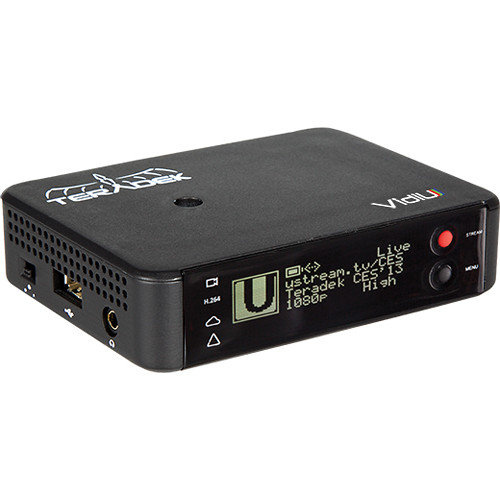 TERADEK
VidiU
STREAM
MENU
H.264
U
Live
ustream.tv/CES
Teradek CES'13
1080p High